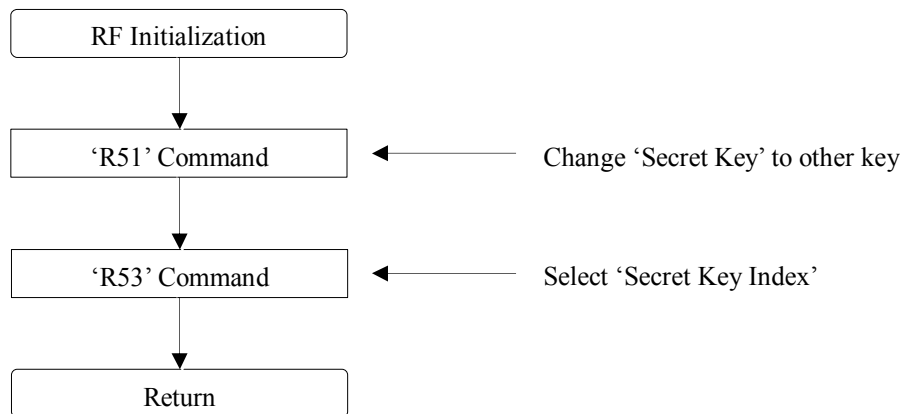 RF Initialization
‘R51’ Command
Change ‘Secret Key’ to other key
‘R53’ Command
Select ‘Secret Key Index’
Return